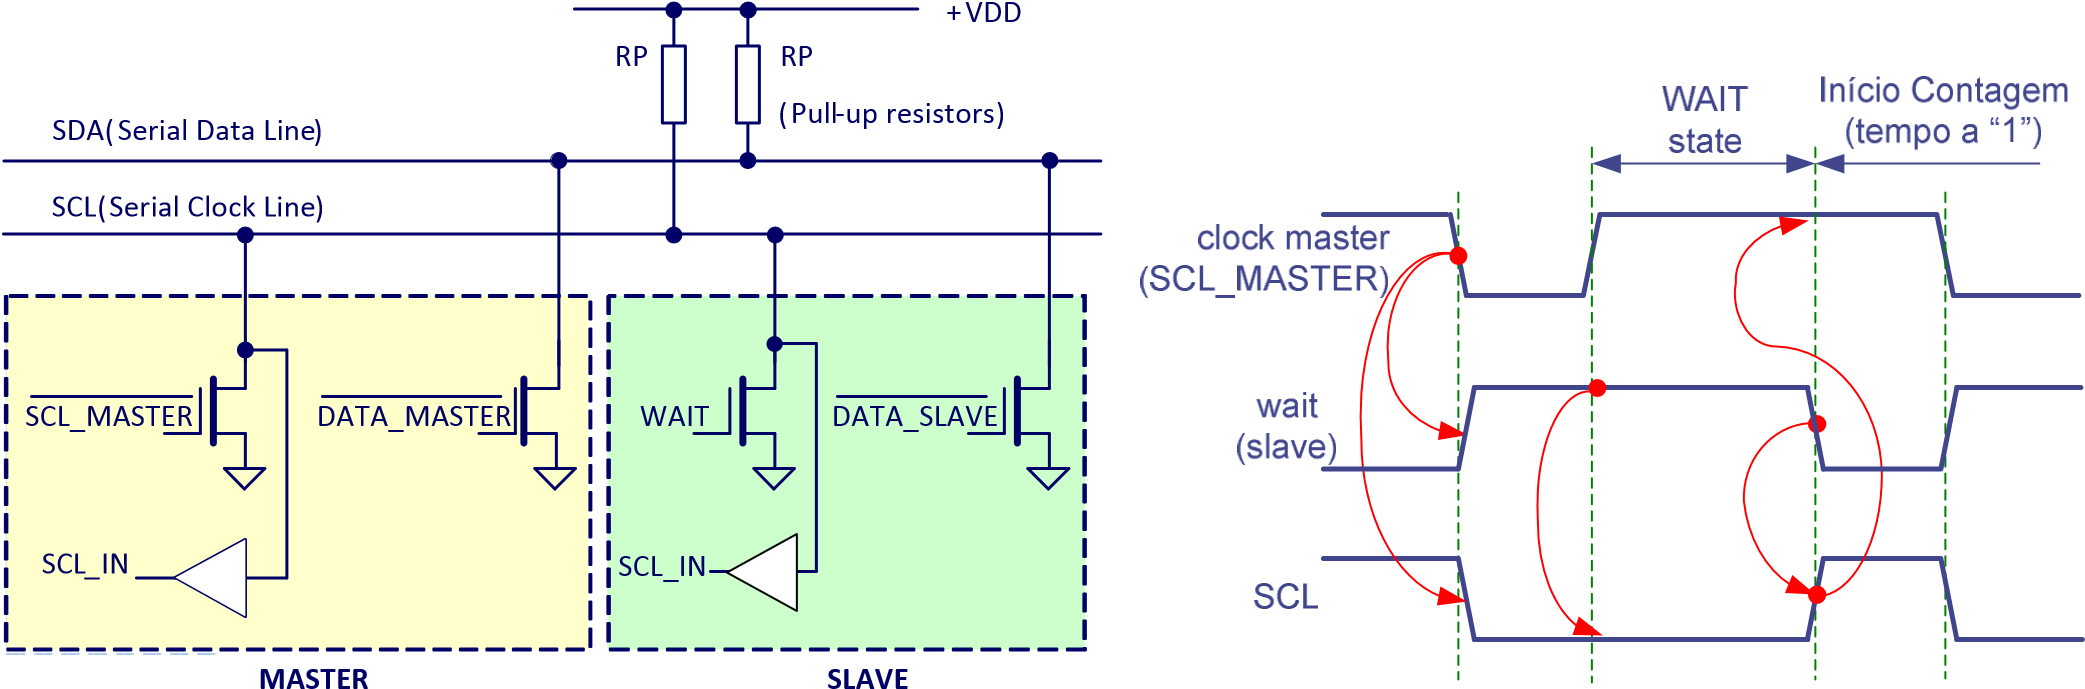 +VDD
RP
RP
(Pull-up resistors)
SDA(Serial Data Line)
SCL(Serial Clock Line)
SCL_MASTER
DATA_MASTER
WAIT
DATA_SLAVE
SCL_IN
SCL_IN
MASTER
SLAVE
WAIT
state
Início Contagem
(tempo a “1”)
clock master
(SCL_MASTER)
wait
(slave)
SCL